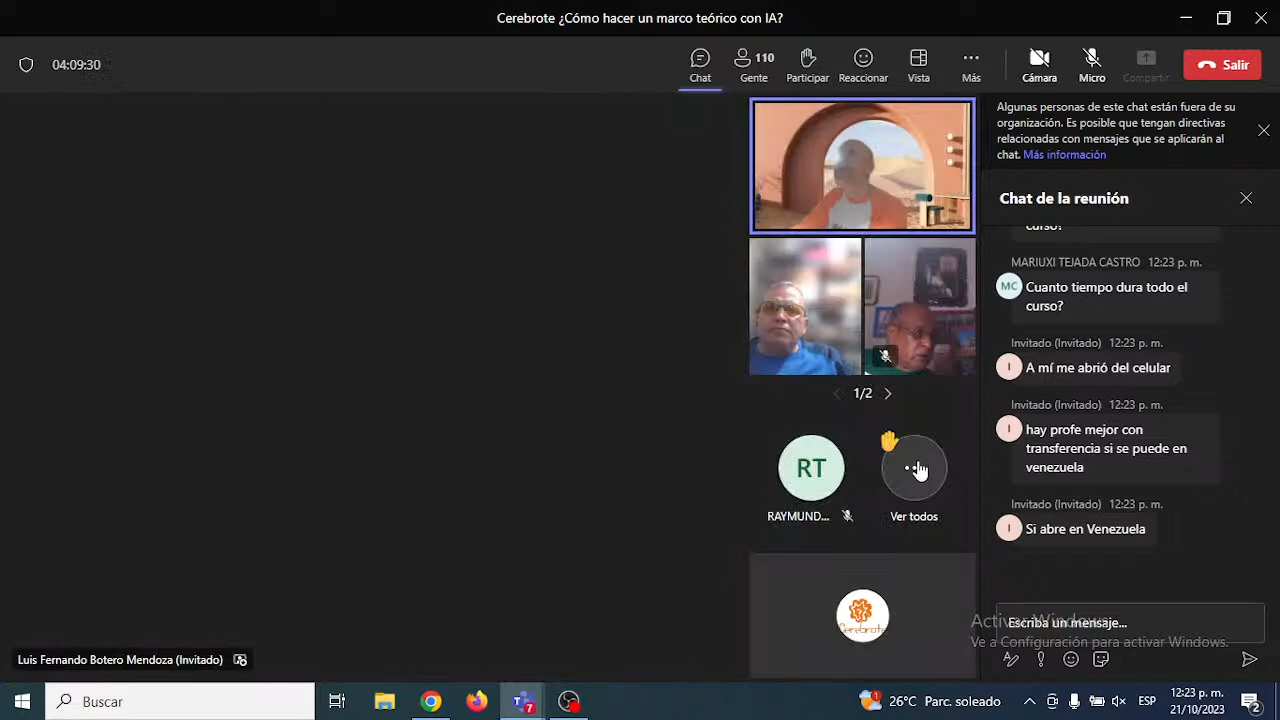 Cerebrote ¿Cómo hacer un marco teórico con IA?
04:09:30
Chat
110
Gente
Participar
Reaccionar
Vista
Más
Cámara
Micro
Compartir
Salir
Algunas personas de este chat están fuera de su
organización. Es posible que tengan directivas
relacionadas con mensajes que se aplicarán al
chat. Más información
Chat de la reunión
curso?
MARIUXI TEJADA CASTRO 12:23 p. m.
MC
Cuanto tiempo dura todo el
curso?
Invitado (Invitado) 12:23 p. m.
I
A mí me abrió del celular
Invitado (Invitado) 12:23 p. m.
I
hay profe mejor con
transferencia si se puede en
venezuela
Invitado (Invitado) 12:23 p. m.
I
Si abre en Venezuela
1/2
RT
RAYMUND...
Ver todos
Cerebrote
Luis Fernando Botero Mendoza (Invitado)
Escriba un mensaje...
Activar Windows
Ve a Configuración para activar Windows.
Buscar
7
1
26°C Parc. soleado
ESP
12:23 p. m.
21/10/2023
2